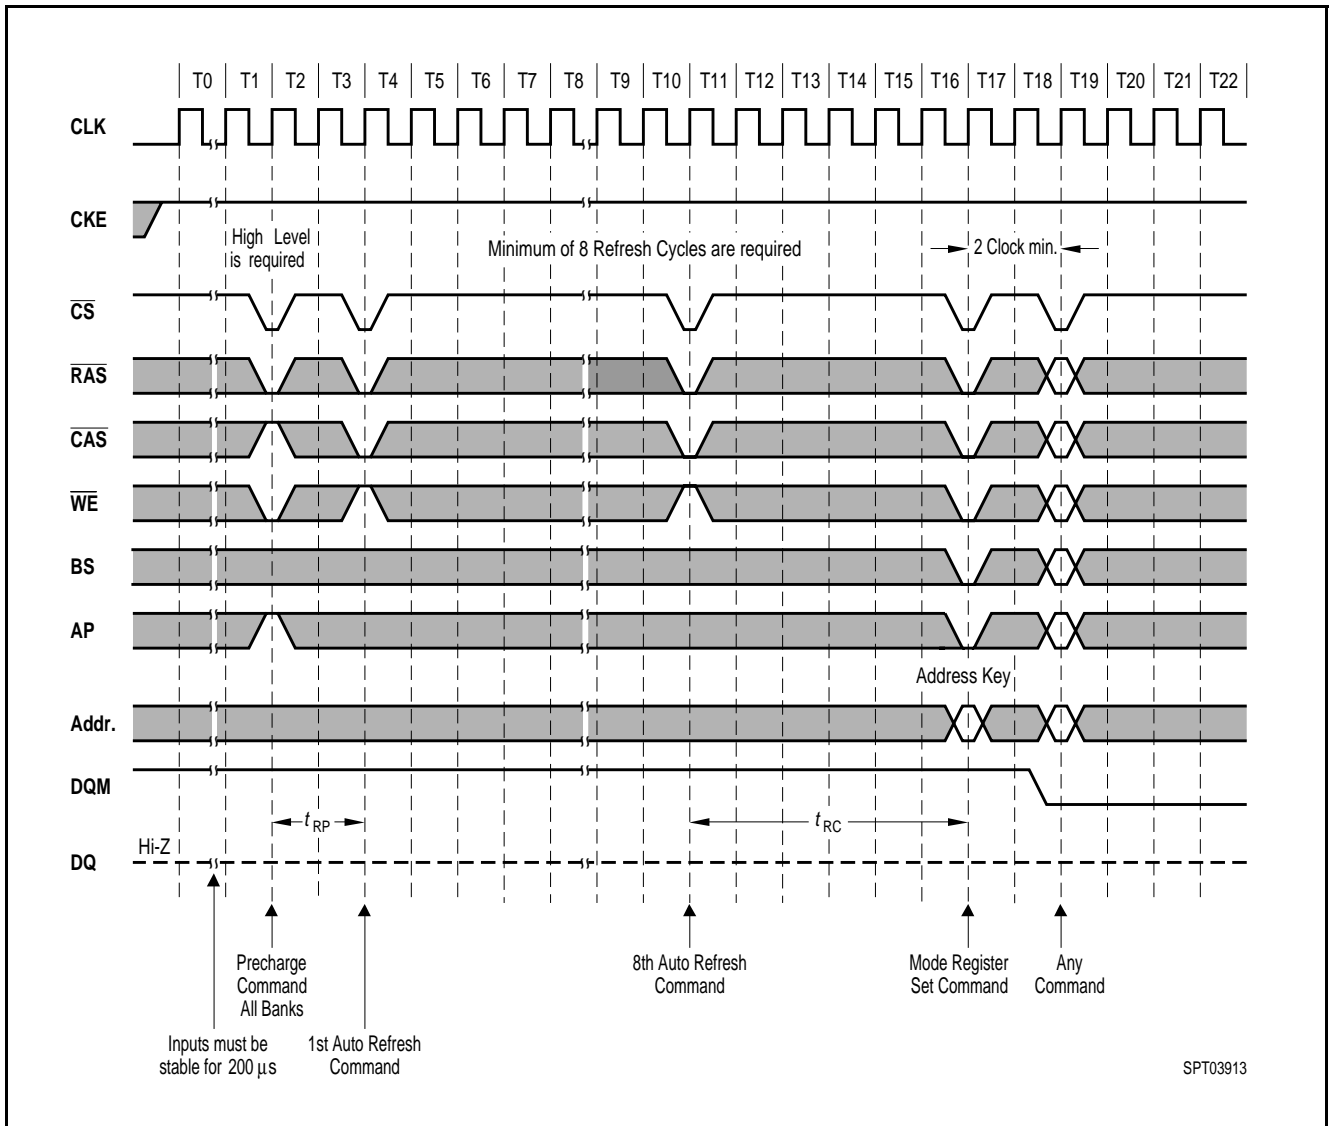 T0 T1 T2 T3 T4 T5 T6 T7 T8 T9 T10 T11 T12 T13 T14 T15 T16 T17 T18 T19 T20 T21 T22
CLK
CKE
High Level
is required
Minimum of 8 Refresh Cycles are required
2 Clock min.
CS
RAS
CAS
WE
BS
AP
Address Key
Addr.
DQM
tRP
tRC
Hi-Z
DQ
Precharge
Command
All Banks
8th Auto Refresh
Command
Mode Register
Set Command
Any
Command
Inputs must be
stable for 200 µs
1st Auto Refresh
Command
SPT03913